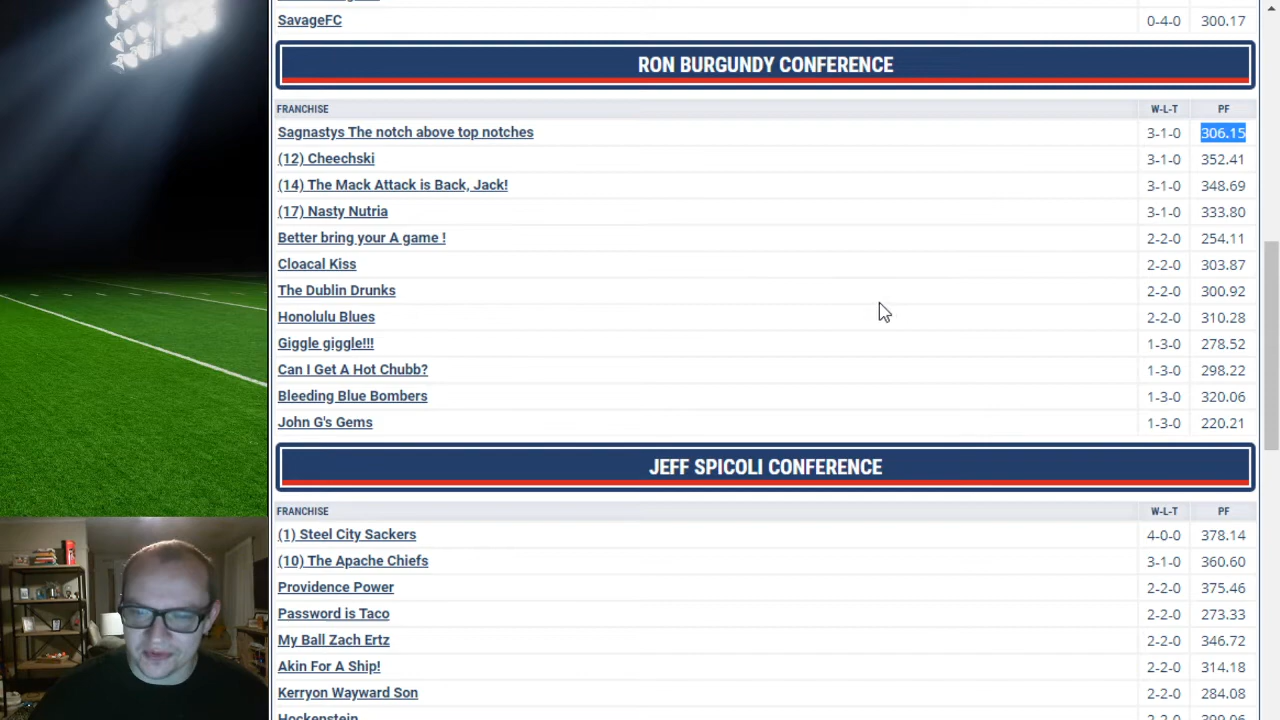 SavageFC 0-4-0 300.17
RON BURGUNDY CONFERENCE
FRANCHISE W-L-T PF
Sagnastys The notch above top notches 3-1-0 306.15
(12) Cheechski 3-1-0 352.41
(14) The Mack Attack is Back, Jack! 3-1-0 348.69
(17) Nasty Nutria 3-1-0 333.80
Better bring your A game ! 2-2-0 254.11
Cloacal Kiss 2-2-0 303.87
The Dublin Drunks 2-2-0 300.92
Honolulu Blues 2-2-0 310.28
Giggle giggle!!! 1-3-0 278.52
Can I Get A Hot Chubb? 1-3-0 298.22
Bleeding Blue Bombers 1-3-0 320.06
John G's Gems 1-3-0 220.21
JEFF SPICOLI CONFERENCE
FRANCHISE W-L-T PF
(1) Steel City Sackers 4-0-0 378.14
(10) The Apache Chiefs 3-1-0 360.60
Providence Power 2-2-0 375.46
Password is Taco 2-2-0 273.33
My Ball Zach Ertz 2-2-0 346.72
Akin For A Ship! 2-2-0 314.18
Kerryon Wayward Son 2-2-0 284.08
Hockenstein 2-2-0 399.06